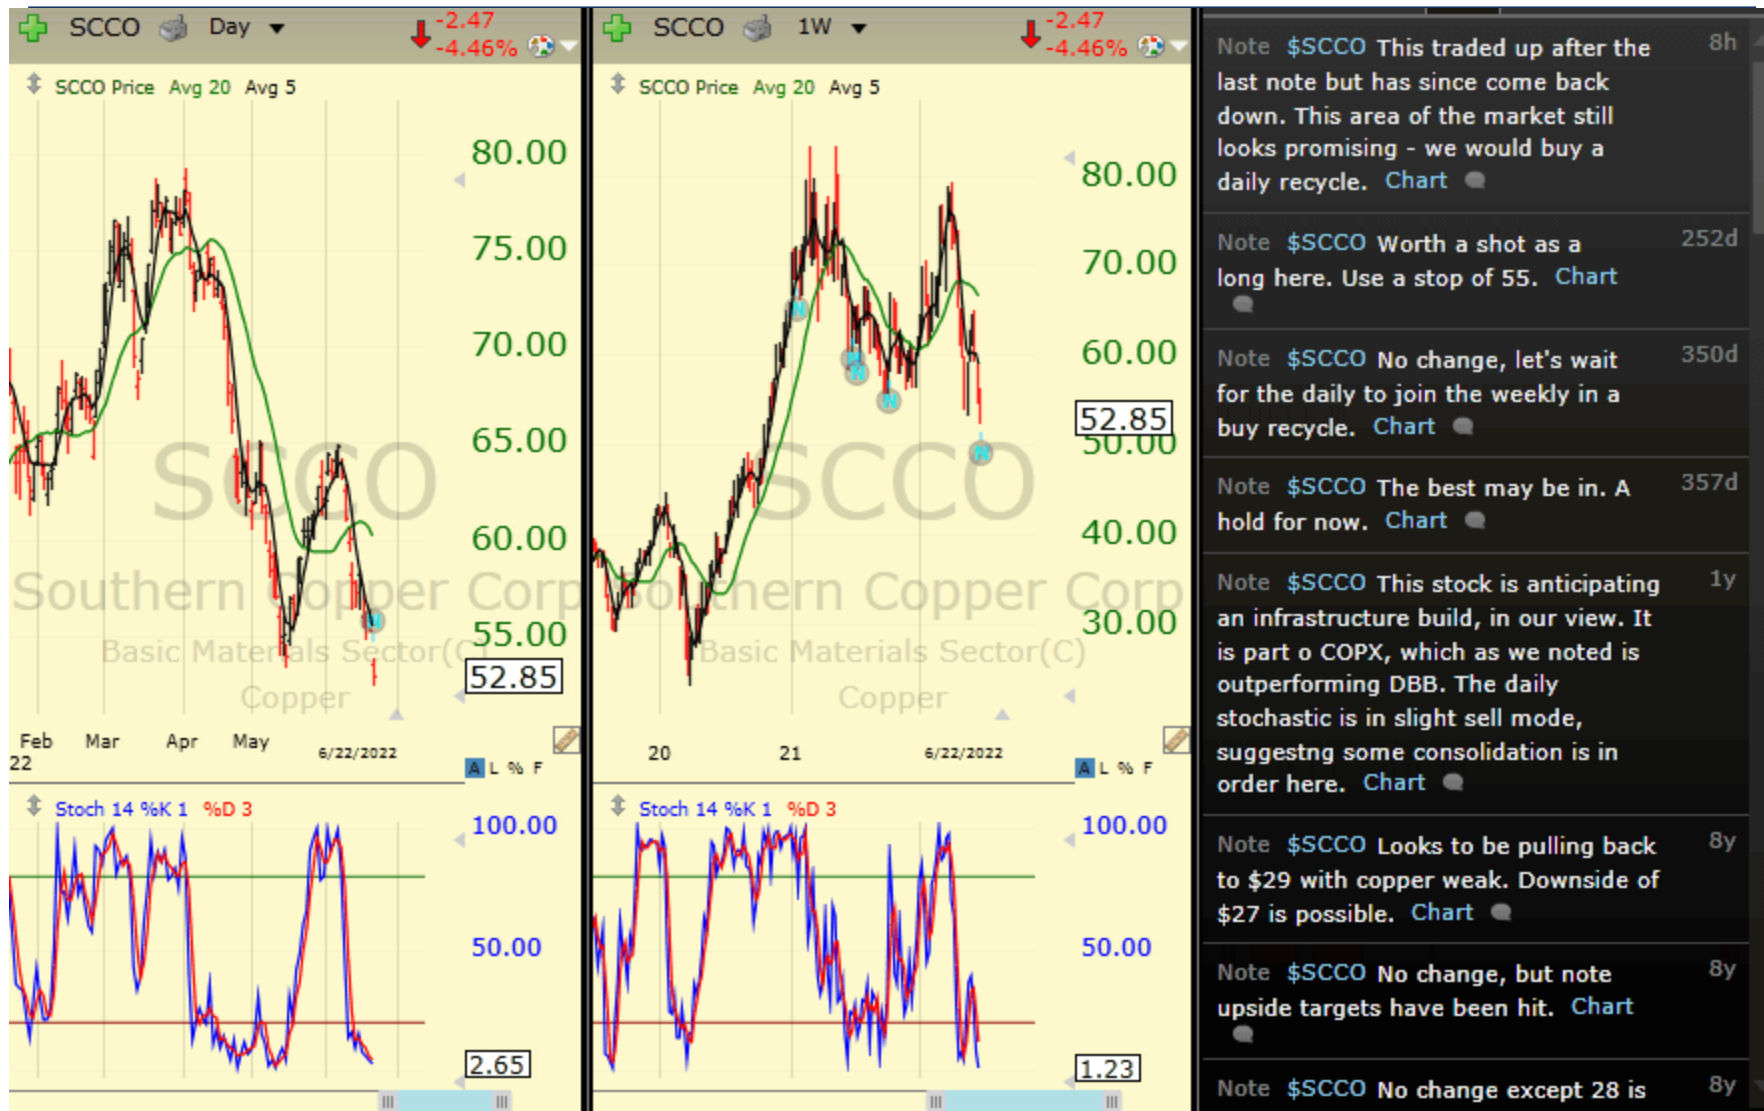 SCCO Day
-2.47
-4.46%
SCCO Price Avg 20 Avg 5
80.00
75.00
70.00
65.00
60.00
55.00
52.85
SCCO
Southern Copper Corp
Basic Materials Sector(C)
Copper
Feb Mar Apr May 6/22/2022
22
A L % F
Stoch 14 %K 1 %D 3
100.00
50.00
2.65
N
SCCO 1W
-2.47
-4.46%
SCCO Price Avg 20 Avg 5
80.00
70.00
60.00
52.85
50.00
40.00
30.00
SCCO
Southern Copper Corp
Basic Materials Sector(C)
Copper
N
N
N
N
N
20 21 6/22/2022
A L % F
Stoch 14 %K 1 %D 3
100.00
50.00
1.23
Note $SCCO This traded up after the 8h
last note but has since come back
down. This area of the market still
looks promising - we would buy a
daily recycle. Chart
Note $SCCO Worth a shot as a 252d
long here. Use a stop of 55. Chart
Note $SCCO No change, let's wait 350d
for the daily to join the weekly in a
buy recycle. Chart
Note $SCCO The best may be in. A 357d
hold for now. Chart
Note $SCCO This stock is anticipating 1y
an infrastructure build, in our view. It
is part o COPX, which as we noted is
outperforming DBB. The daily
stochastic is in slight sell mode,
suggestng some consolidation is in
order here. Chart
Note $SCCO Looks to be pulling back 8y
to $29 with copper weak. Downside of
$27 is possible. Chart
Note $SCCO No change, but note 8y
upside targets have been hit. Chart
Note $SCCO No change except 28 is 8y